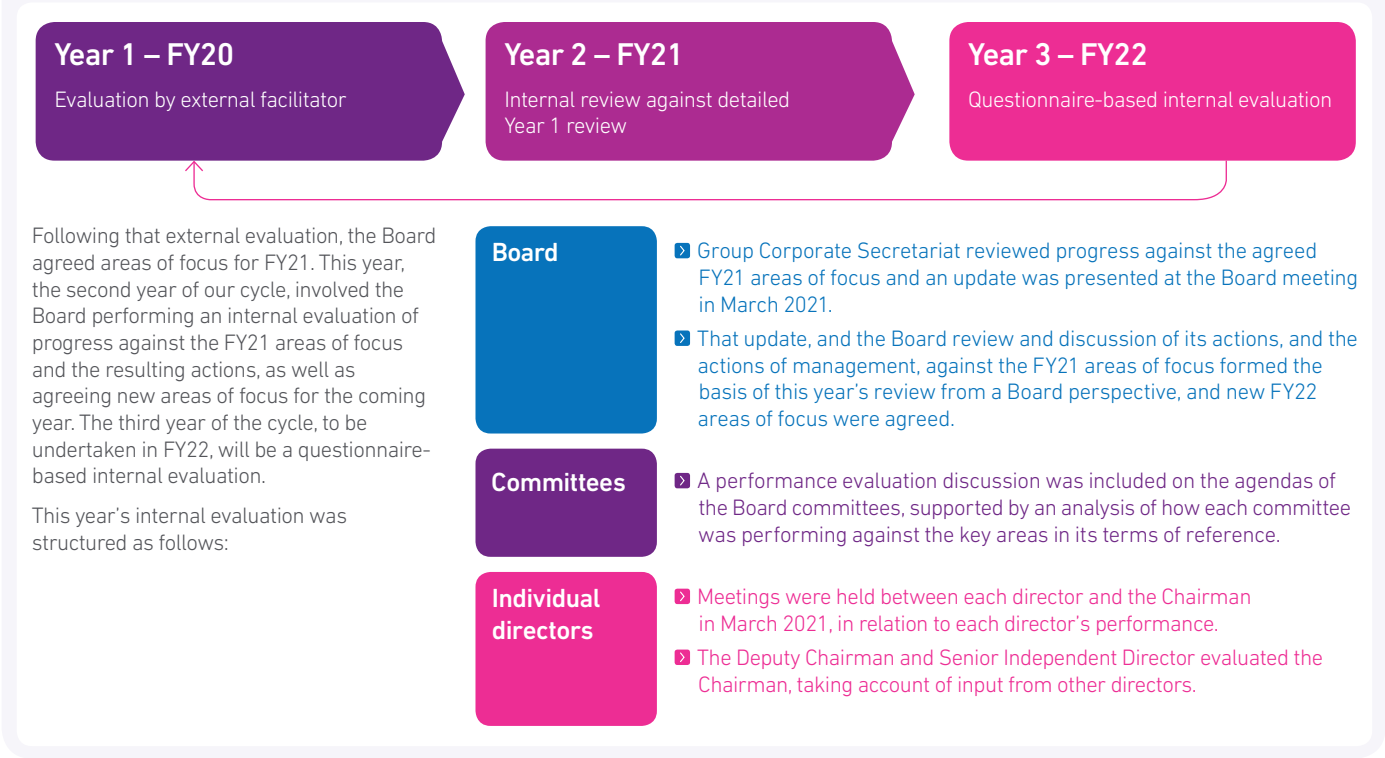 Year 1 – FY20
Evaluation by external facilitator
Year 2 – FY21
Internal review against detailed
Year 1 review
Year 3 – FY22
Questionnaire-based internal evaluation
Following that external evaluation, the Board
agreed areas of focus for FY21. This year,
the second year of our cycle, involved the
Board performing an internal evaluation of
progress against the FY21 areas of focus
and the resulting actions, as well as
agreeing new areas of focus for the coming
year. The third year of the cycle, to be
undertaken in FY22, will be a questionnaire-
based internal evaluation.
This year's internal evaluation was
structured as follows:
Board
Group Corporate Secretariat reviewed progress against the agreed
FY21 areas of focus and an update was presented at the Board meeting
in March 2021.
That update, and the Board review and discussion of its actions, and the
actions of management, against the FY21 areas of focus formed the
basis of this year's review from a Board perspective, and new FY22
areas of focus were agreed.
Committees
A performance evaluation discussion was included on the agendas of
the Board committees, supported by an analysis of how each committee
was performing against the key areas in its terms of reference.
Individual
directors
Meetings were held between each director and the Chairman
in March 2021, in relation to each director's performance.
The Deputy Chairman and Senior Independent Director evaluated the
Chairman, taking account of input from other directors.